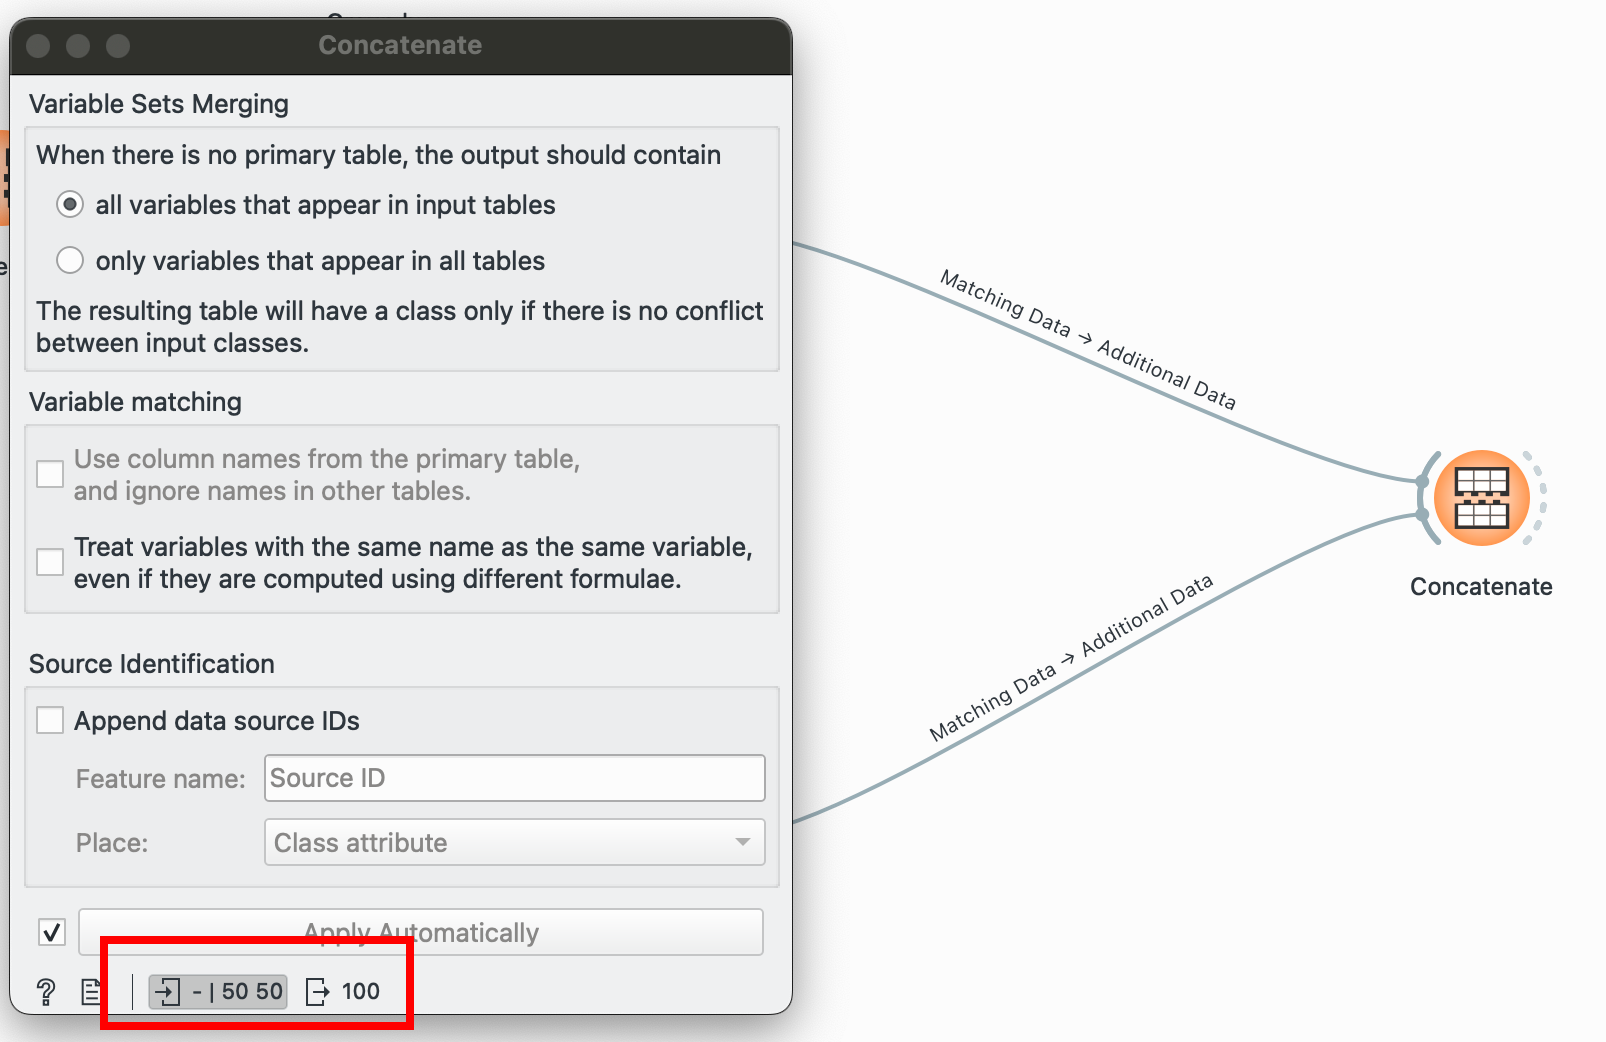 Concatenate
Variable Sets Merging
When there is no primary table, the output should contain
all variables that appear in input tables
only variables that appear in all tables
The resulting table will have a class only if there is no conflict
between input classes.
Variable matching
Use column names from the primary table,
and ignore names in other tables.
Treat variables with the same name as the same variable,
even if they are computed using different formulae.
Source Identification
Append data source IDs
Feature name: Source ID
Place: Class attribute
Apply Automatically
? - | 50 50 100
Matching Data → Additional Data
Matching Data → Additional Data
Concatenate